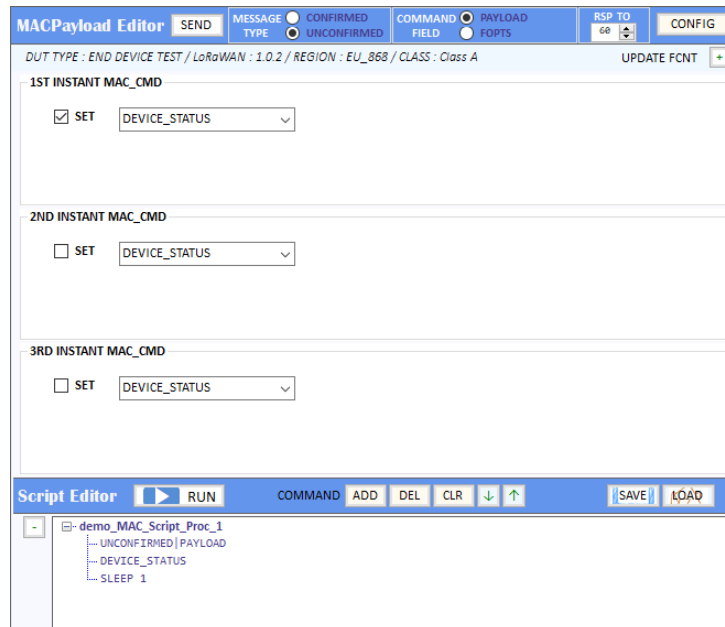 MACPayload Editor SEND MESSAGE TYPE CONFIRMED UNCONFIRMED COMMAND FIELD PAYLOAD FOPTS RSP TO 60 CONFIG
DUT TYPE : END DEVICE TEST / LoRaWAN : 1.0.2 / REGION : EU_868 / CLASS : Class A UPDATE FCNT +
1ST INSTANT MAC_CMD
SET DEVICE_STATUS
2ND INSTANT MAC_CMD
SET DEVICE_STATUS
3RD INSTANT MAC_CMD
SET DEVICE_STATUS
Script Editor RUN COMMAND ADD DEL CLR ↓ ↑ SAVE LOAD
- demo_MAC_Script_Proc_1
UNCONFIRMED|PAYLOAD
DEVICE_STATUS
SLEEP 1